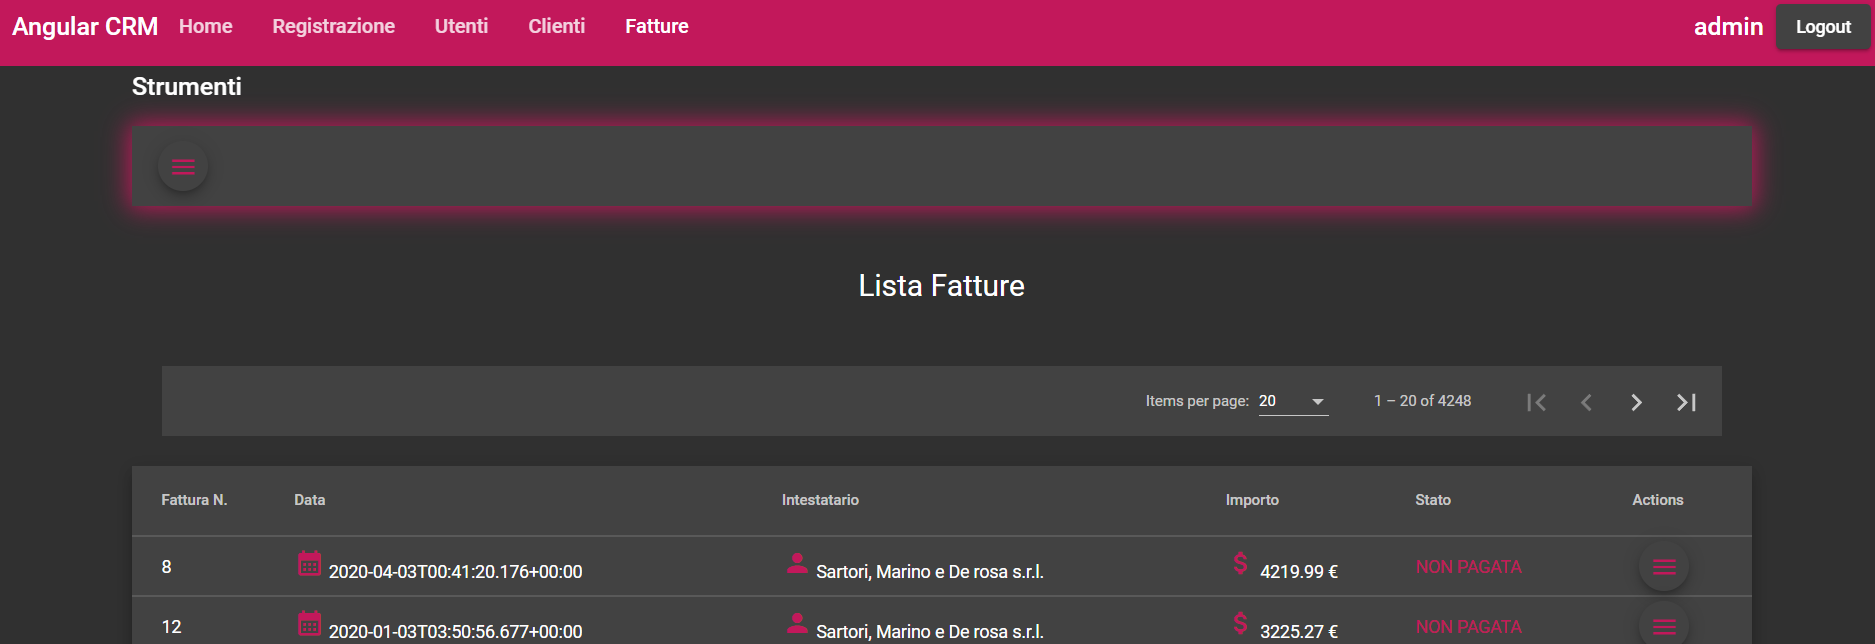 Angular CRM Home Registrazione Utenti Clienti Fatture admin Logout
Strumenti
Lista Fatture
Items per page: 20 1 – 20 of 4248
Fattura N. Data Intestatario Importo Stato Actions
8 2020-04-03T00:41:20.176+00:00 Sartori, Marino e De rosa s.r.l. 4219.99 € NON PAGATA
12 2020-01-03T03:50:56.677+00:00 Sartori, Marino e De rosa s.r.l. 3225.27 € NON PAGATA